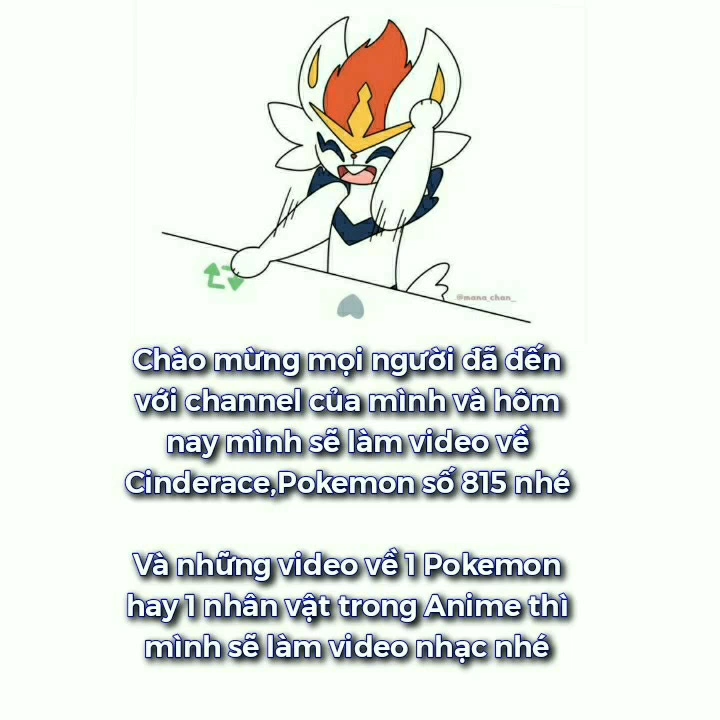 @mana_chan_
Chào mừng mọi người đã đến
với channel của mình và hôm
nay mình sẽ làm video về
Cinderace,Pokemon số 815 nhé
Và những video về 1 Pokemon
hay 1 nhân vật trong Anime thì
mình sẽ làm video nhạc nhé